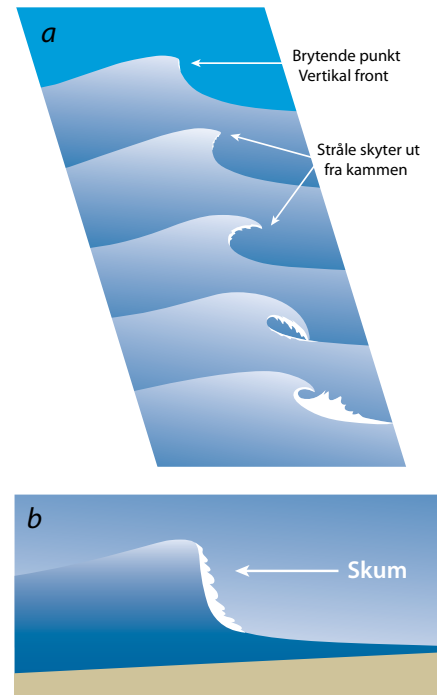 a
Brytende punkt
Vertikal front
Stråle skyter ut
fra kammen
b
Skum